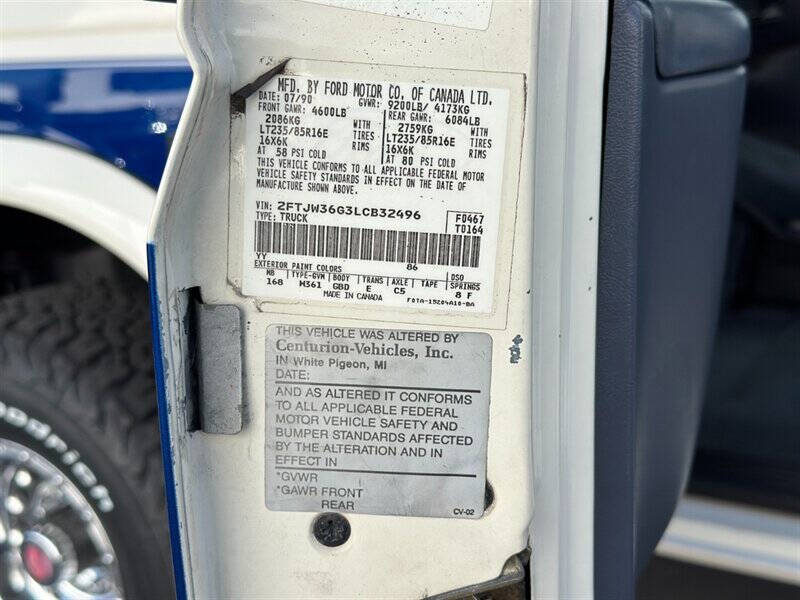 MFD. BY FORD MOTOR CO. OF CANADA LTD.
DATE: 07/90 GVWR: 9200LB/ 4173KG
FRONT GAWR: 4600LB REAR GAWR: 6084LB
2086KG WITH 2759KG WITH
LT235/85R16E TIRES LT235/85R16E TIRES
16X6K RIMS 16X6K RIMS
AT 58 PSI COLD AT 80 PSI COLD
THIS VEHICLE CONFORMS TO ALL APPLICABLE FEDERAL MOTOR
VEHICLE SAFETY STANDARDS IN EFFECT ON THE DATE OF
MANUFACTURE SHOWN ABOVE.
VIN: 2FTJW36G3LCB32496 F0467
TYPE: TRUCK T0164
YY 86
EXTERIOR PAINT COLORS DSO
WB TYPE-GVM BODY TRANS AXLE TAPE SPRINGS
168 W361 GBD E C5 8 F
MADE IN CANADA
THIS VEHICLE WAS ALTERED BY
Centurion-Vehicles, Inc.
IN White Pigeon, MI
DATE:
AND AS ALTERED IT CONFORMS
TO ALL APPLICABLE FEDERAL
MOTOR VEHICLE SAFETY AND
BUMPER STANDARDS AFFECTED
BY THE ALTERATION AND IN
EFFECT IN
*GVWR
*GAWR FRONT
REAR
CV-02